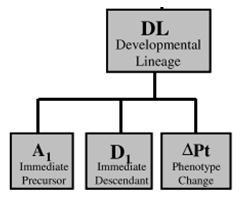 DL
Developmental
Lineage
A₁
Immediate
Precursor
D₁
Immediate
Descendant
ΔPt
Phenotype
Change